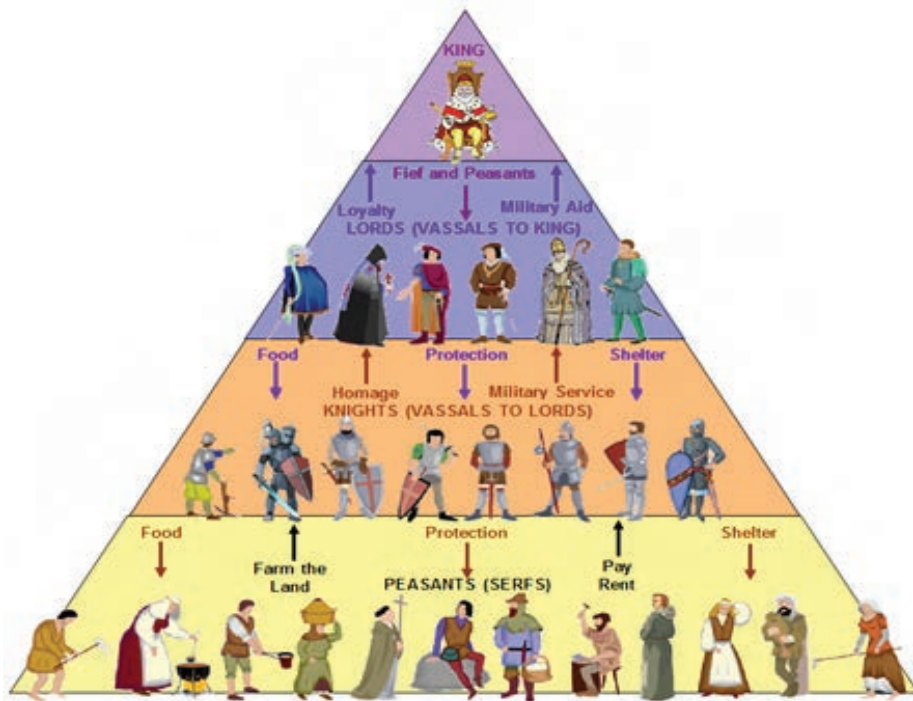 KING
Fief and Peasants
Loyalty
Military Aid
LORDS (VASSALS TO KING)
Food
Protection
Shelter
Homage
Military Service
KNIGHTS (VASSALS TO LORDS)
Food
Protection
Shelter
Farm the
Land
Pay
Rent
PEASANTS (SERFS)